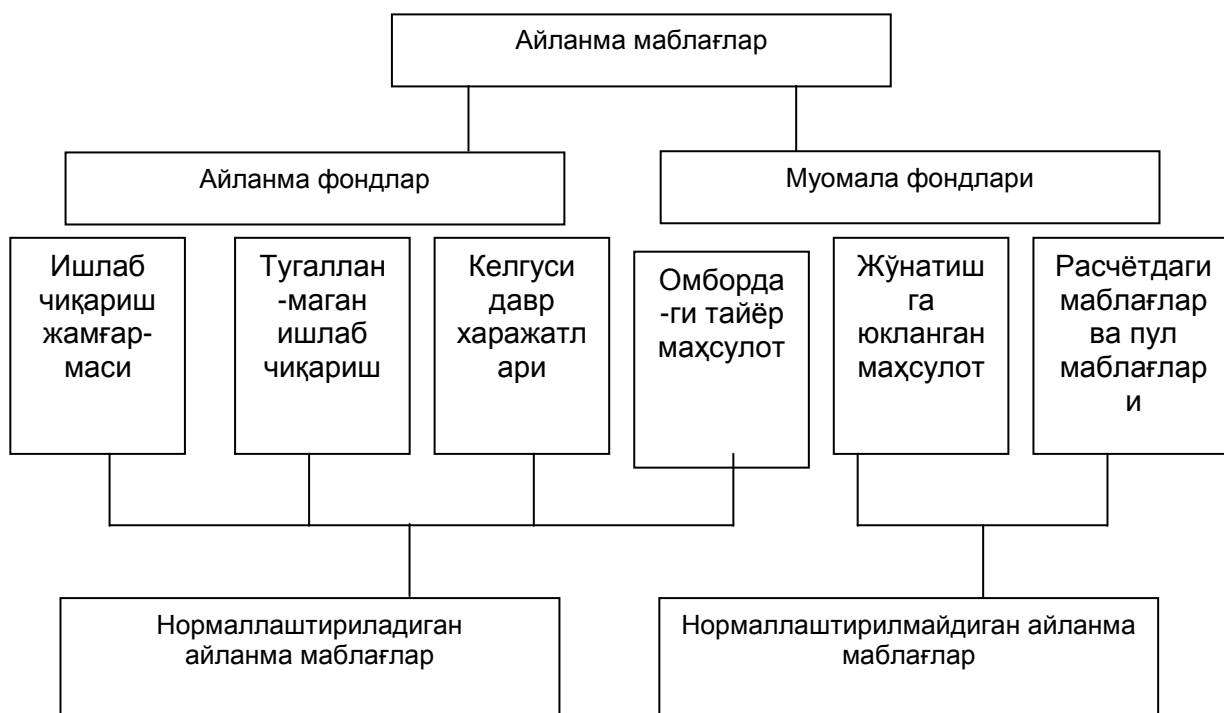 Айланма маблағлар
Айланма фондлар
Муомала фондлари
Ишлаб
чиқариш
жамғар-
маси
Тугаллан
-маган
ишлаб
чиқариш
Келгуси
давр
харажатл
ари
Омборда
-ги тайёр
маҳсулот
Жўнатиш
га
юкланган
маҳсулот
Расчётдаги
маблағлар
ва пул
маблағлар
и
Нормаллаштириладиган
айланма маблағлар
Нормаллаштирилмайдиган айланма
маблағлар